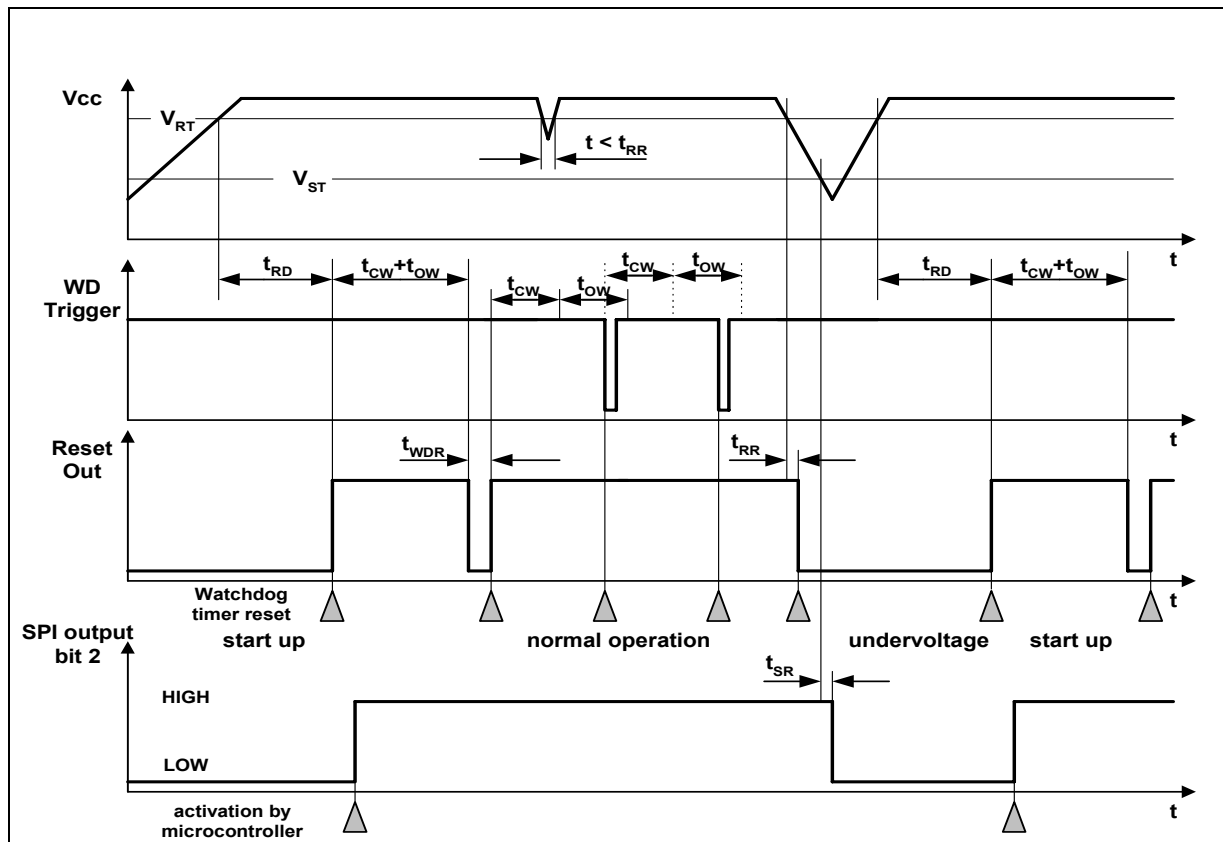 Vcc
VRT
t < tRR
VST
t
tRD
tCW+tOW
tCW
tOW
tCW
tOW
tRD
tCW+tOW
WD
Trigger
t
Reset
Out
tWDR
tRR
Watchdog
timer reset
t
start up
normal operation
undervoltage
start up
SPI output
bit 2
tSR
HIGH
LOW
activation by
microcontroller
t